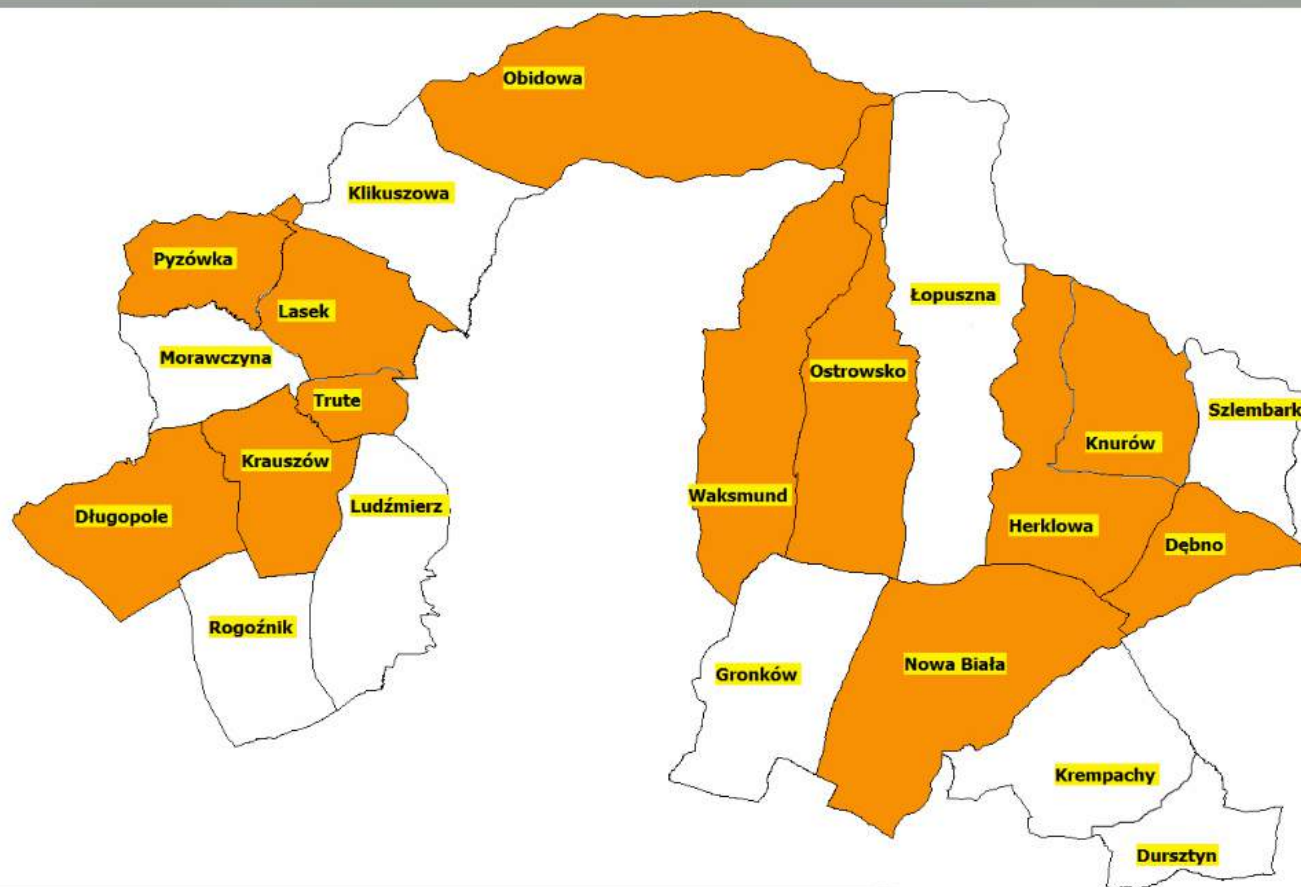 Obidowa
Klikuszowa
Pyzówka
Łopuszna
Lasek
Morawczyna
Ostrowsko
Trute
Szlembark
Knurów
Krauszów
Waksmund
Ludźmierz
Długopole
Herklowa
Dębno
Rogoźnik
Nowa Biała
Gronków
Krempachy
Dursztyn